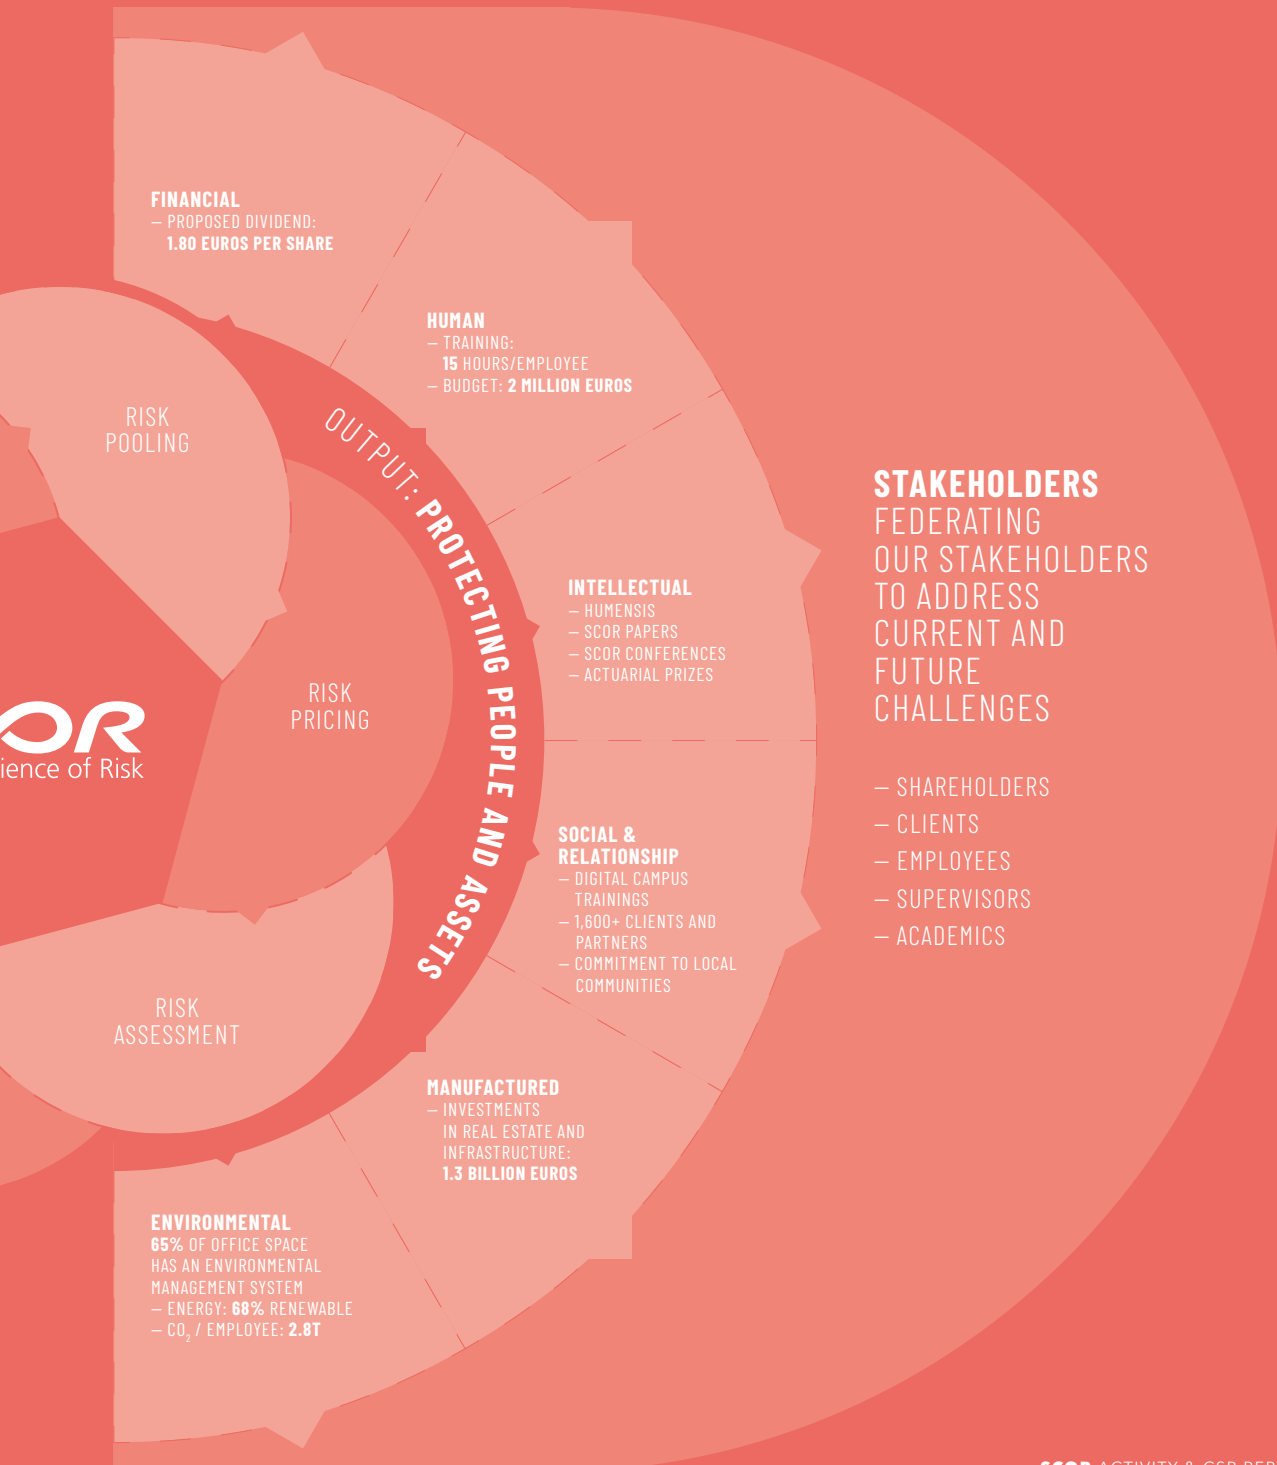 FINANCIAL
– PROPOSED DIVIDEND:
1.80 EUROS PER SHARE
HUMAN
– TRAINING:
15 HOURS/EMPLOYEE
– BUDGET: 2 MILLION EUROS
RISK
POOLING
OUTPUT: PROTECTING PEOPLE AND ASSETS
INTELLECTUAL
– HUMENSIS
– SCOR PAPERS
– SCOR CONFERENCES
– ACTUARIAL PRIZES
RISK
PRICING
OR
ience of Risk
SOCIAL &
RELATIONSHIP
– DIGITAL CAMPUS
TRAININGS
– 1,600+ CLIENTS AND
PARTNERS
– COMMITMENT TO LOCAL
COMMUNITIES
RISK
ASSESSMENT
MANUFACTURED
– INVESTMENTS
IN REAL ESTATE AND
INFRASTRUCTURE:
1.3 BILLION EUROS
ENVIRONMENTAL
65% OF OFFICE SPACE
HAS AN ENVIRONMENTAL
MANAGEMENT SYSTEM
– ENERGY: 68% RENEWABLE
– CO₂ / EMPLOYEE: 2.8T
STAKEHOLDERS
FEDERATING
OUR STAKEHOLDERS
TO ADDRESS
CURRENT AND
FUTURE
CHALLENGES
– SHAREHOLDERS
– CLIENTS
– EMPLOYEES
– SUPERVISORS
– ACADEMICS
SCOR ACTIVITY & CSR REP